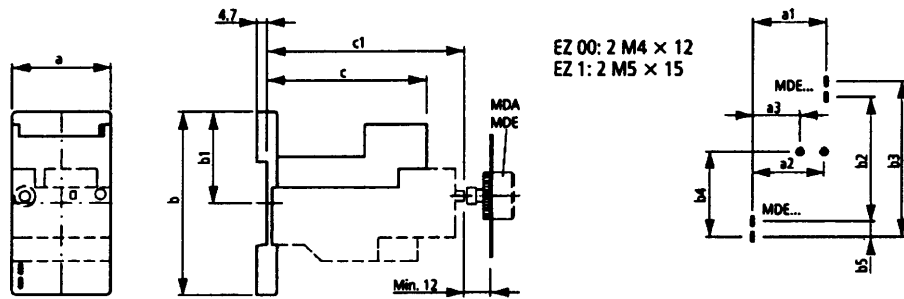 4.7
a
c1
c
b1
b
MDA
MDE
Min. 12
EZ 00: 2 M4 × 12
EZ 1: 2 M5 × 15
a1
MDE...
a3
a2
b4
b2
b3
MDE...
b5